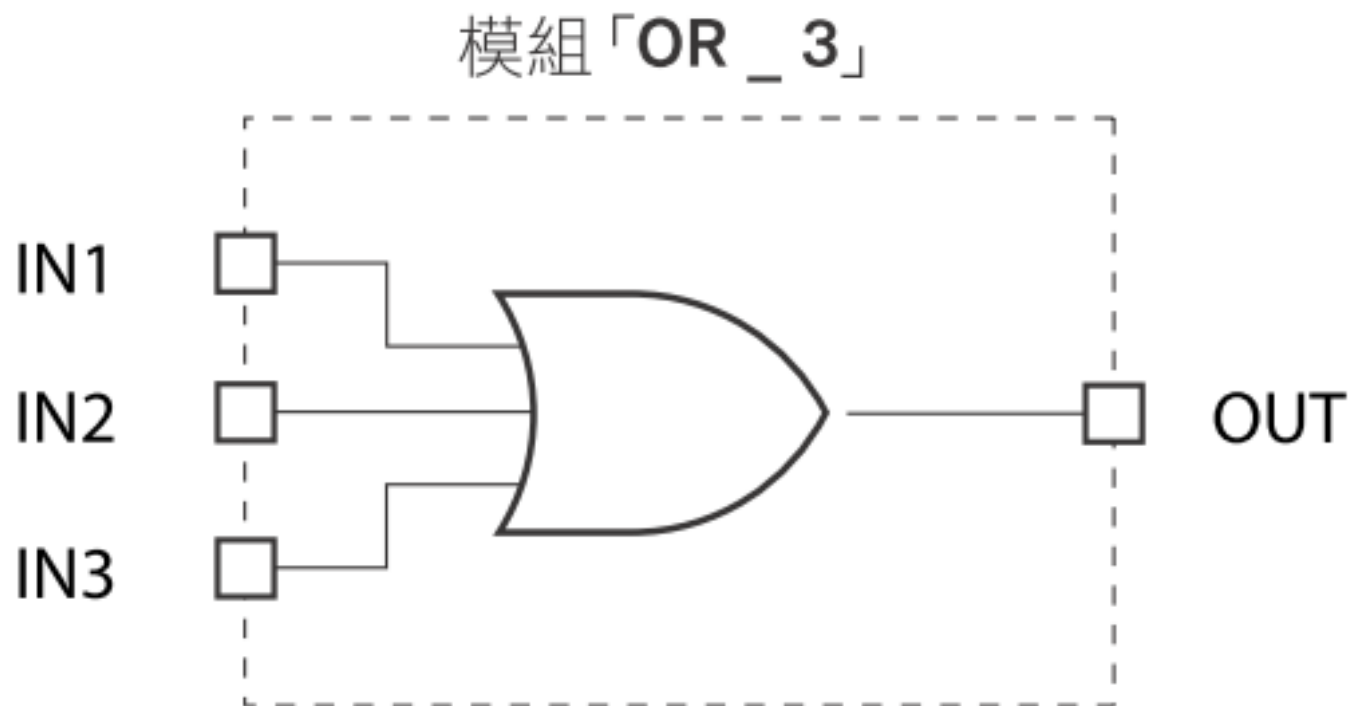 模組「OR _ 3」
IN1
IN2
OUT
IN3